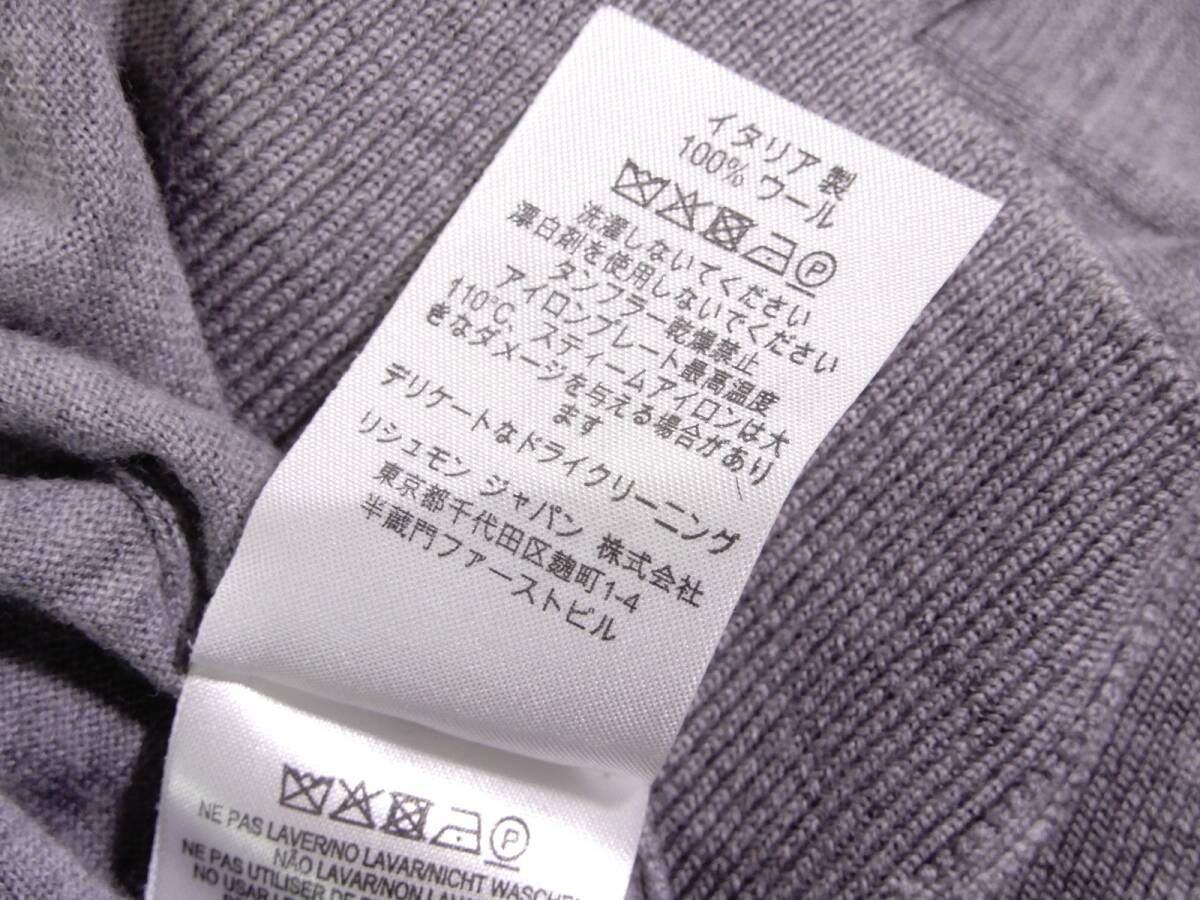 イタリア製
100% ウール
洗濯しないでください
漂白剤を使用しないでください
タンブラー乾燥禁止
アイロンプレート最高温度
110°C、スティームアイロンは大
きなダメージを与える場合があり
ます
デリケートなドライクリーニング
リシュモン ジャパン 株式会社
東京都千代田区麹町1-4
半蔵門ファーストビル
P
NE PAS LAVER/NO LAVAR/NICHT WASCHE
NÃO LAVAR/NON LAVA
NE PAS UTILISER DE
NO USAR